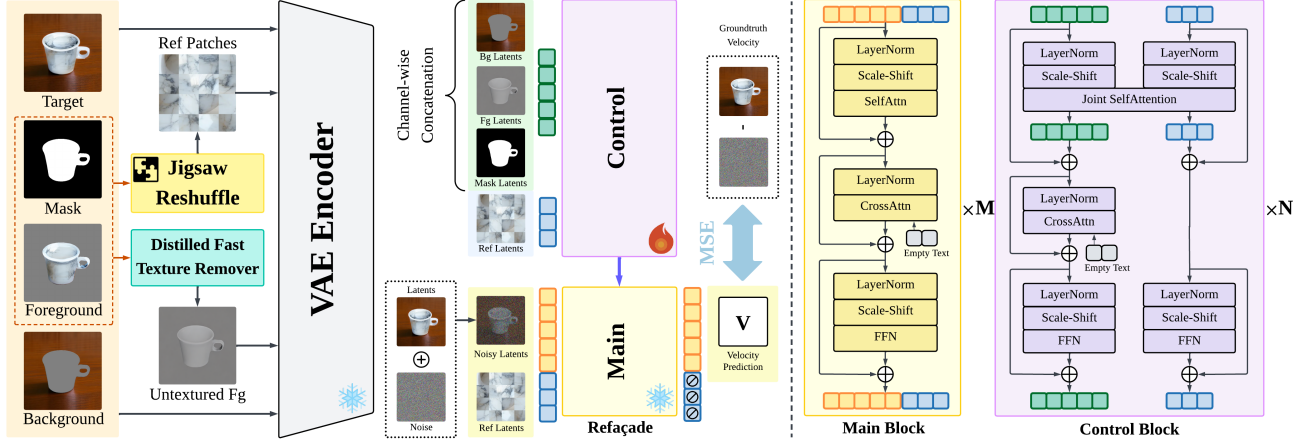 Target
Mask
Foreground
Background
Ref Patches
Jigsaw
Reshuffle
Distilled Fast
Texture Remover
Untextured Fg
VAE Encoder
Channel-wise
Concatenation
Bg Latents
Fg Latents
Mask Latents
Ref Latents
Control
Latents
Noise
Noisy Latents
Ref Latents
Main
Refaçade
Groundtruth
Velocity
-
MSE
V
Velocity
Prediction
LayerNorm
Scale-Shift
SelfAttn
LayerNorm
CrossAttn
Empty Text
LayerNorm
Scale-Shift
FFN
×M
Main Block
LayerNorm
Scale-Shift
LayerNorm
Scale-Shift
Joint SelfAttention
LayerNorm
CrossAttn
Empty Text
LayerNorm
Scale-Shift
FFN
LayerNorm
Scale-Shift
FFN
×N
Control Block